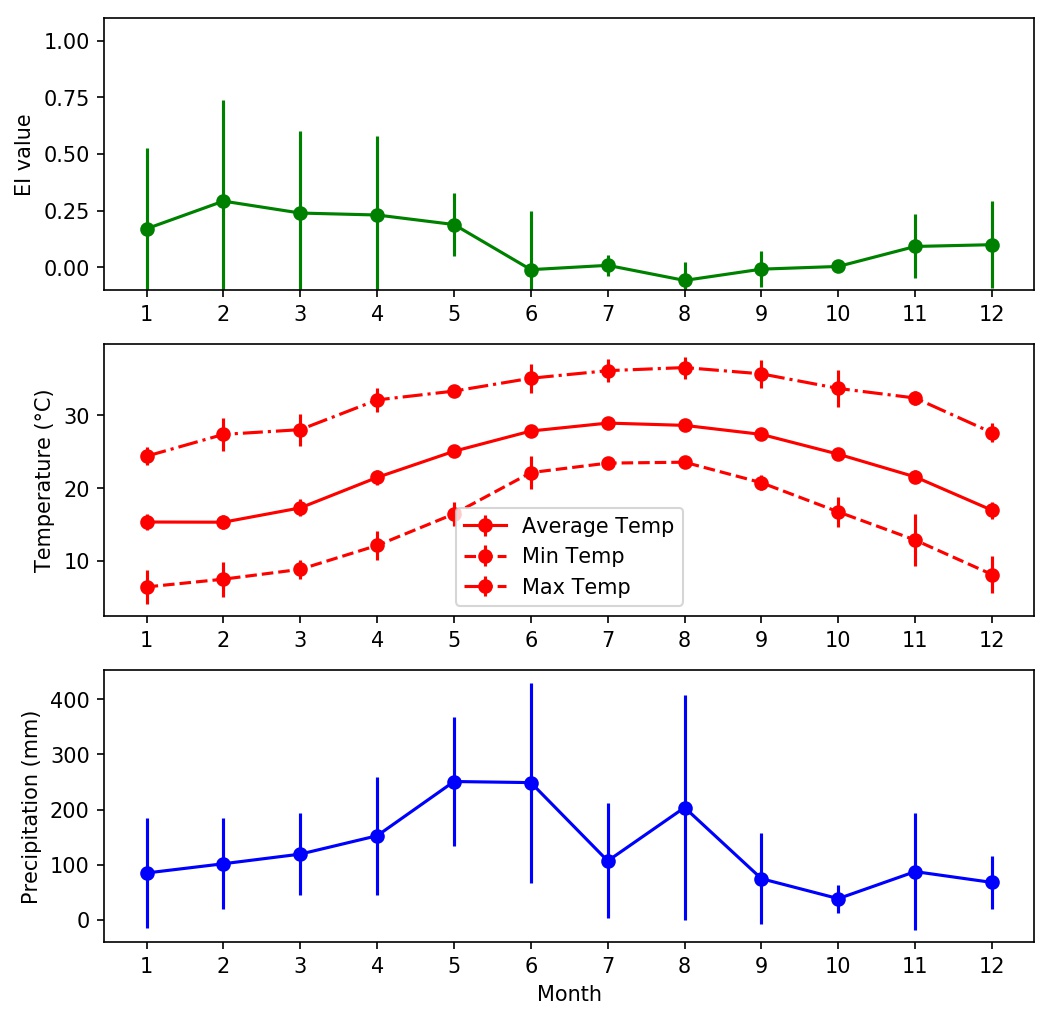 EI value
1.00
0.75
0.50
0.25
0.00
1 2 3 4 5 6 7 8 9 10 11 12
Temperature (°C)
30
20
10
Average Temp
Min Temp
Max Temp
1 2 3 4 5 6 7 8 9 10 11 12
Precipitation (mm)
400
300
200
100
0
1 2 3 4 5 6 7 8 9 10 11 12
Month